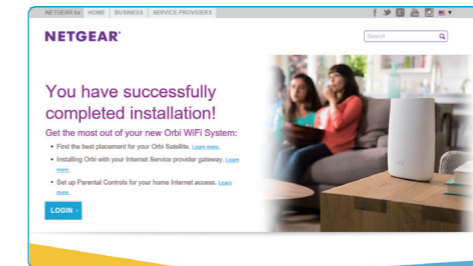 NETGEAR for HOME BUSINESS SERVICE PROVIDERS
NETGEAR®
Search
You have successfully
completed installation!
Get the most out of your new Orbi WiFi System:
• Find the best placement for your Orbi Satellite. Learn more.
• Installing Orbi with your Internet Service provider gateway. Learn
more.
• Set up Parental Controls for your home Internet access. Learn
more.
LOGIN ›